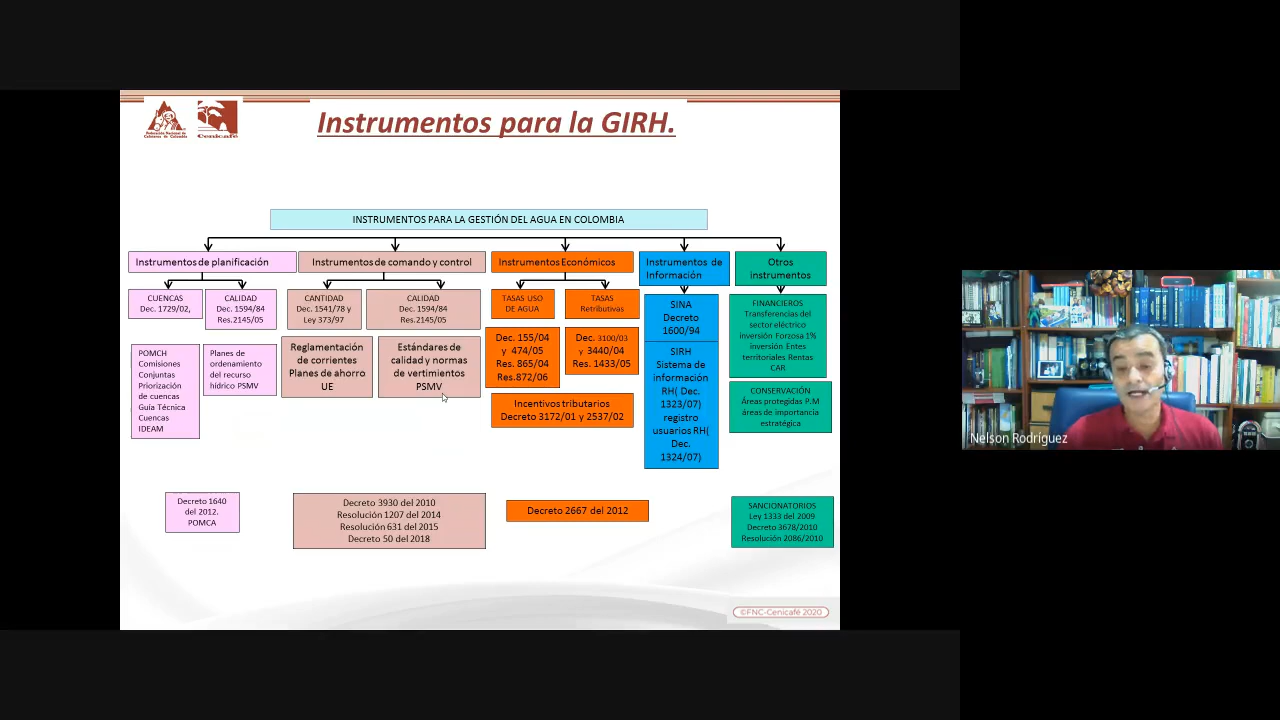 Federación Nacional de
Cafeteros de Colombia
Cenicafé
Instrumentos para la GIRH.
INSTRUMENTOS PARA LA GESTIÓN DEL AGUA EN COLOMBIA
Instrumentos de planificación
CUENCAS
Dec. 1729/02,
CALIDAD
Dec. 1594/84
Res.2145/05
POMCH
Comisiones
Conjuntas
Priorización
de cuencas
Guía Técnica
Cuencas
IDEAM
Planes de
ordenamiento
del recurso
hídrico PSMV
Decreto 1640
del 2012.
POMCA
Instrumentos de comando y control
CANTIDAD
Dec. 1541/78 y
Ley 373/97
CALIDAD
Dec. 1594/84
Res.2145/05
Reglamentación
de corrientes
Planes de ahorro
UE
Estándares de
calidad y normas
de vertimientos
PSMV
Decreto 3930 del 2010
Resolución 1207 del 2014
Resolución 631 del 2015
Decreto 50 del 2018
Instrumentos Económicos
TASAS USO
DE AGUA
TASAS
Retributivas
Dec. 155/04
y 474/05
Res. 865/04
Res.872/06
Dec. 3100/03
y 3440/04
Res. 1433/05
Incentivos tributarios
Decreto 3172/01 y 2537/02
Decreto 2667 del 2012
Instrumentos de
Información
SINA
Decreto
1600/94
SIRH
Sistema de
información
RH( Dec.
1323/07)
registro
usuarios RH(
Dec.
1324/07)
Otros
instrumentos
FINANCIEROS
Transferencias del
sector eléctrico
inversión Forzosa 1%
inversión Entes
territoriales Rentas
CAR
CONSERVACIÓN
Áreas protegidas P.M
áreas de importancia
estratégica
SANCIONATORIOS
Ley 1333 del 2009
Decreto 3678/2010
Resolución 2086/2010
©FNC-Cenicafé 2020
Nelson Rodríguez